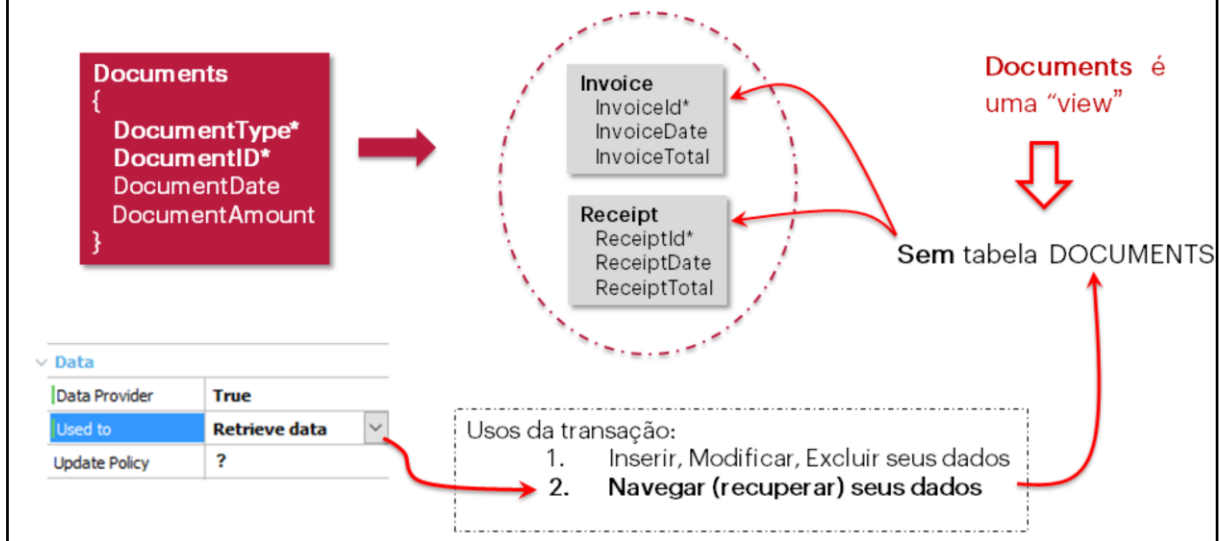 Documents
{
DocumentType*
DocumentID*
DocumentDate
DocumentAmount
}
Invoice
InvoiceId*
InvoiceDate
InvoiceTotal
Receipt
ReceiptId*
ReceiptDate
ReceiptTotal
Documents é
uma “view”
Sem tabela DOCUMENTS
Data
Data Provider True
Used to Retrieve data
Update Policy ?
Usos da transação:
1. Inserir, Modificar, Excluir seus dados
2. Navegar (recuperar) seus dados